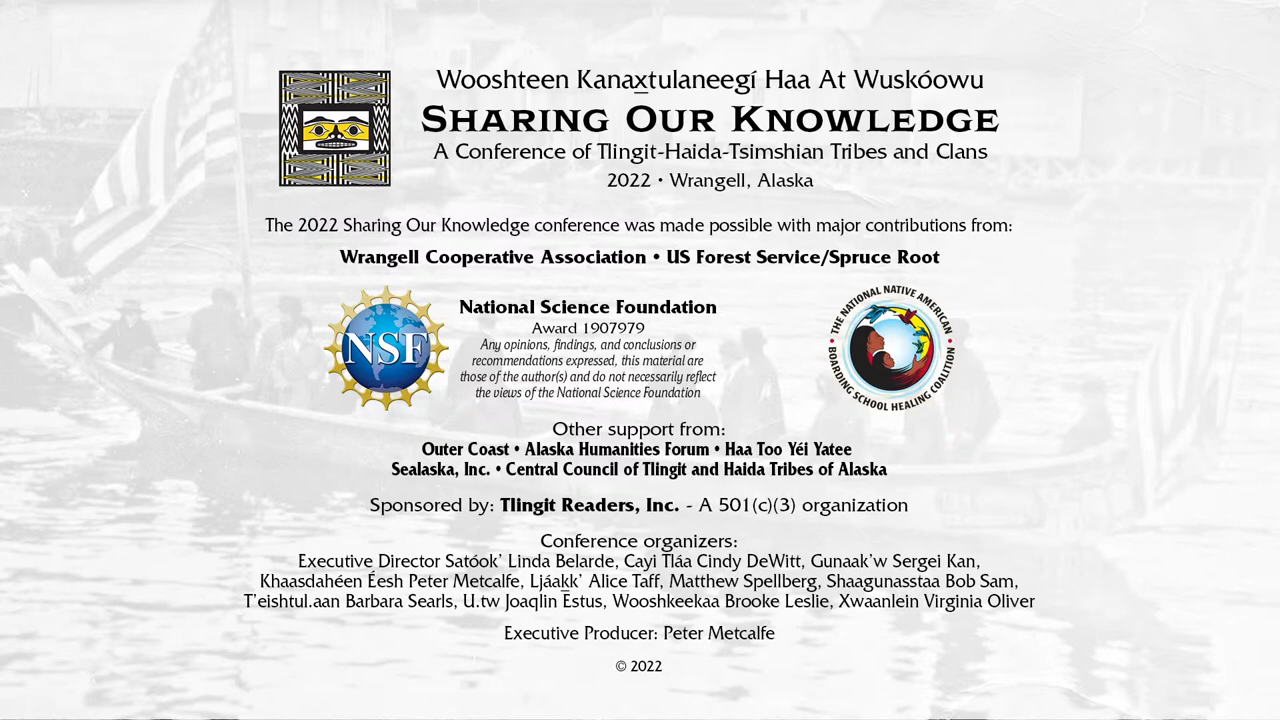 Wooshteen Kanax̲tulaneegí Haa At Wuskóowu
SHARING OUR KNOWLEDGE
A Conference of Tlingit-Haida-Tsimshian Tribes and Clans
2022 • Wrangell, Alaska
The 2022 Sharing Our Knowledge conference was made possible with major contributions from:
Wrangell Cooperative Association • US Forest Service/Spruce Root
NSF
National Science Foundation
Award 1907979
Any opinions, findings, and conclusions or
recommendations expressed, this material are
those of the author(s) and do not necessarily reflect
the views of the National Science Foundation
• THE NATIONAL NATIVE AMERICAN •
BOARDING SCHOOL HEALING COALITION
Other support from:
Outer Coast • Alaska Humanities Forum • Haa Too Yéi Yatee
Sealaska, Inc. • Central Council of Tlingit and Haida Tribes of Alaska
Sponsored by: Tlingit Readers, Inc. - A 501(c)(3) organization
Conference organizers:
Executive Director Satóok’ Linda Belarde, Cayi Tláa Cindy DeWitt, Gunaak’w Sergei Kan,
Khaasdahéen Éesh Peter Metcalfe, Ljáak̲k’ Alice Taff, Matthew Spellberg, Shaagunasstaa Bob Sam,
T’eishtul.aan Barbara Searls, U.tw Joaqlin Estus, Wooshkeekaa Brooke Leslie, Xwaanlein Virginia Oliver
Executive Producer: Peter Metcalfe
© 2022